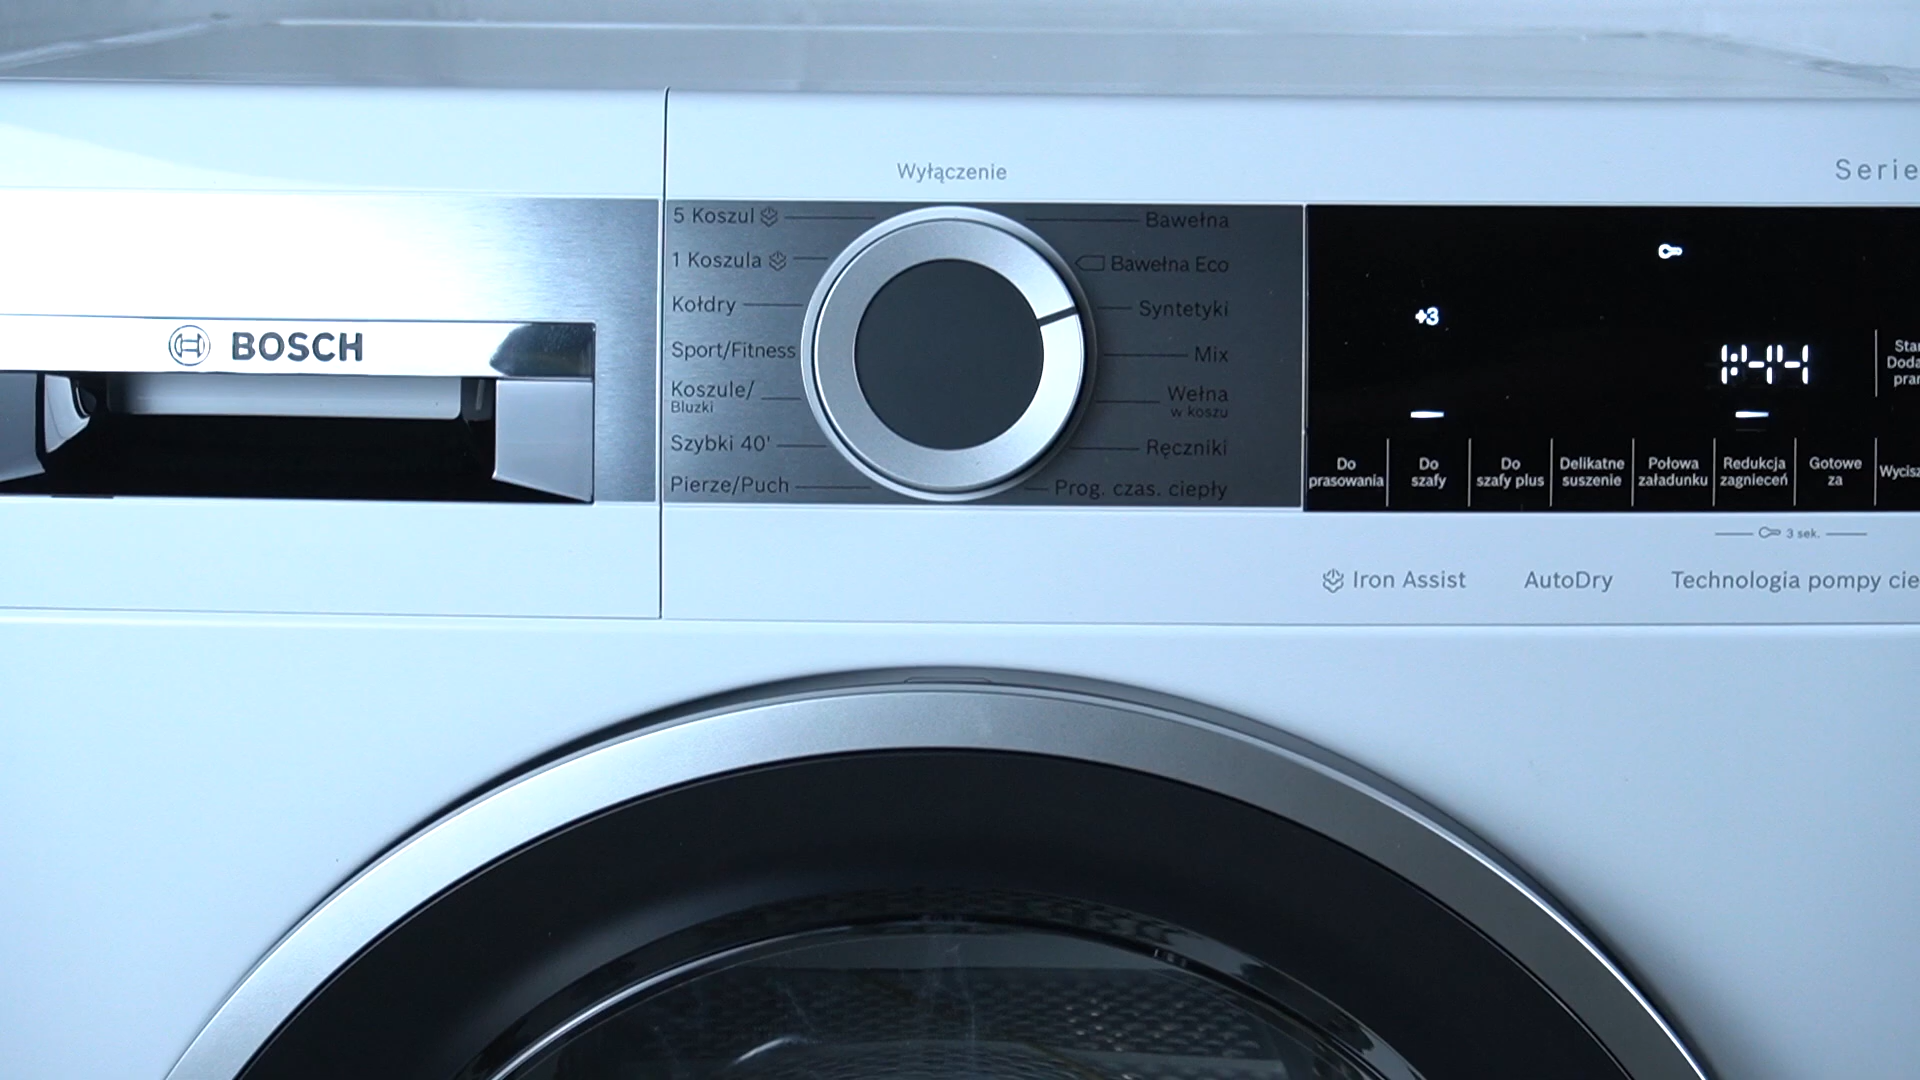 Wyłączenie
Serie
5 Koszul
1 Koszula
Kołdry
Sport/Fitness
Koszule/
Bluzki
Szybki 40'
Pierze/Puch
Bawełna
Bawełna Eco
Syntetyki
Mix
Wełna
w koszu
Ręczniki
Prog. czas. ciepły
BOSCH
+3
Do
prasowania
Do
szafy
Do
szafy plus
Delikatne
suszenie
Połowa
załadunku
Redukcja
zagnieceń
Gotowe
za
3 sek.
Iron Assist
AutoDry
Technologia pompy